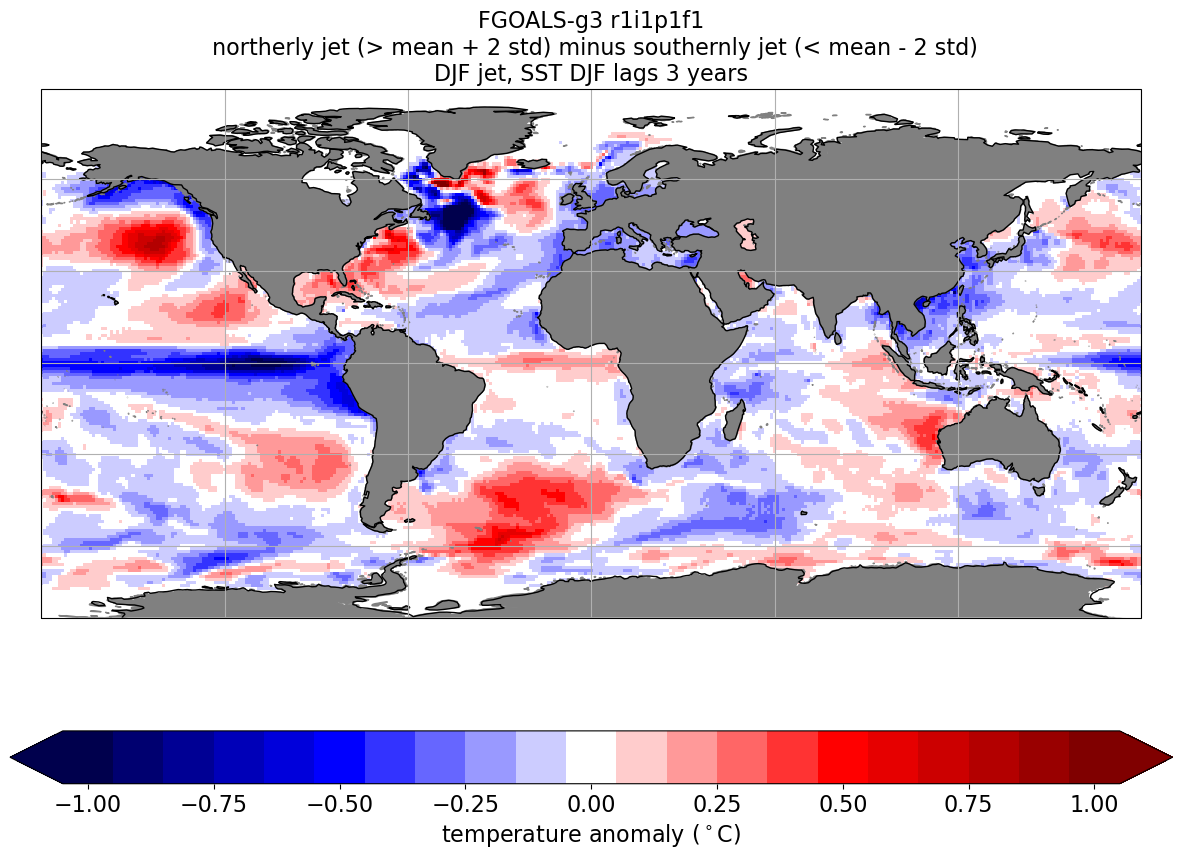 FGOALS-g3 r1i1p1f1
northerly jet (> mean + 2 std) minus southernly jet (< mean - 2 std)
DJF jet, SST DJF lags 3 years
−1.00 −0.75 −0.50 −0.25 0.00 0.25 0.50 0.75 1.00
temperature anomaly (°C)